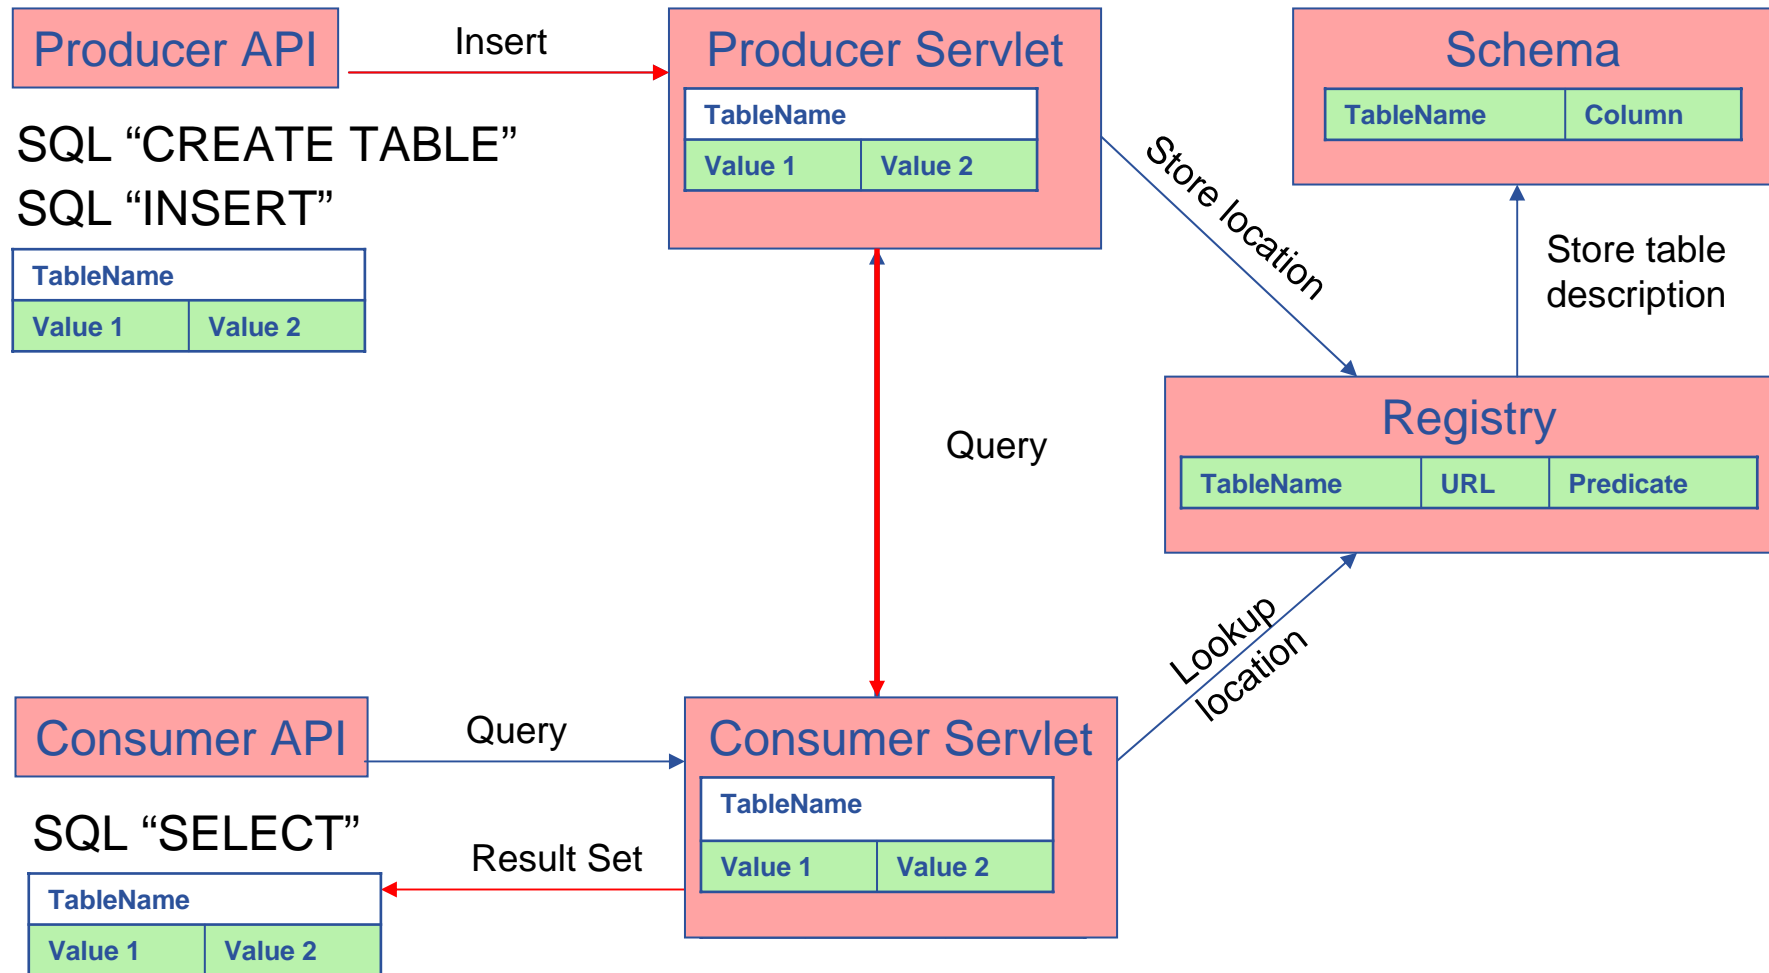 Producer API
Insert
Producer Servlet
TableName
Value 1 Value 2
Schema
TableName Column
SQL “CREATE TABLE”
SQL “INSERT”
TableName
Value 1 Value 2
Store location
Store table
description
Registry
TableName URL Predicate
Query
Lookup
location
Consumer API
Query
Consumer Servlet
TableName
Value 1 Value 2
SQL “SELECT”
Result Set
TableName
Value 1 Value 2